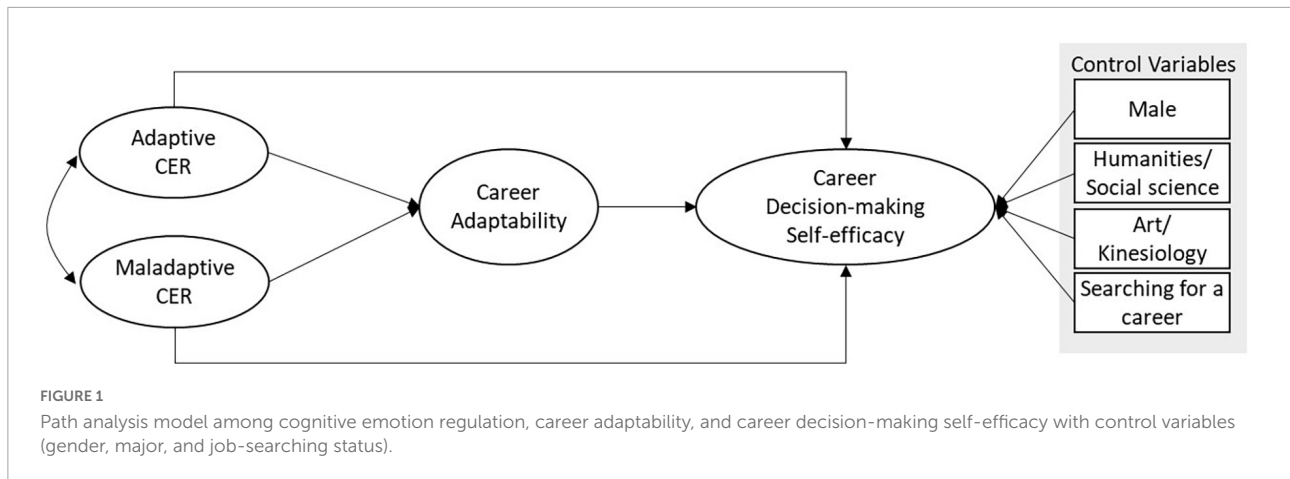 Control Variables
Adaptive
CER
Maladaptive
CER
Career
Adaptability
Career
Decision-making
Self-efficacy
Male
Humanities/
Social science
Art/
Kinesiology
Searching for a
career
FIGURE 1
Path analysis model among cognitive emotion regulation, career adaptability, and career decision-making self-efficacy with control variables
(gender, major, and job-searching status).